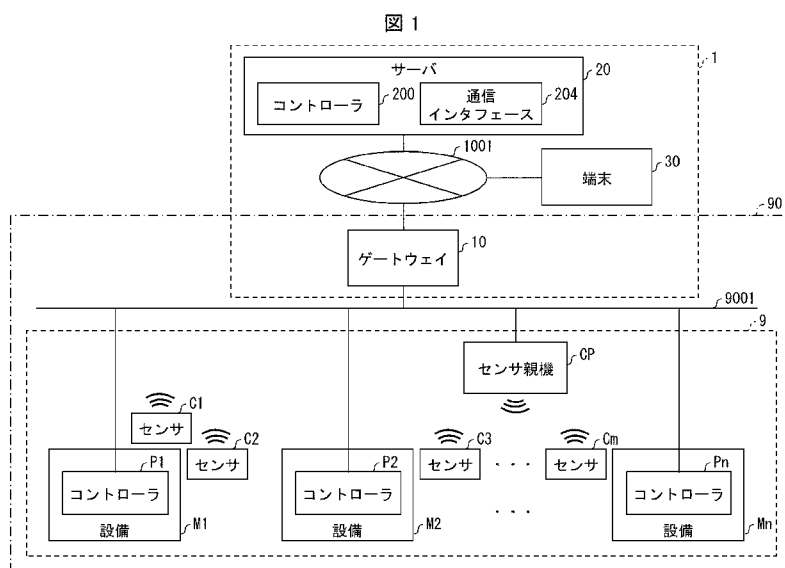 図1
1
サーバ
20
コントローラ
200
通信
インタフェース
204
1001
端末
30
90
ゲートウェイ
10
9001
9
センサ親機
CP
センサ
C1
センサ
C2
センサ
C3
・・・
センサ
Cm
P1
コントローラ
設備
M1
P2
コントローラ
設備
M2
・・・
Pn
コントローラ
設備
Mn